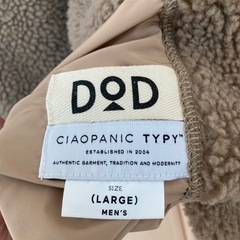 DOD
CIAOPANIC TYPY™
ESTABLISHED IN 2004
AUTHENTIC GARMENT, TRADITION AND MODERNITY
SIZE
(LARGE)
MEN'S